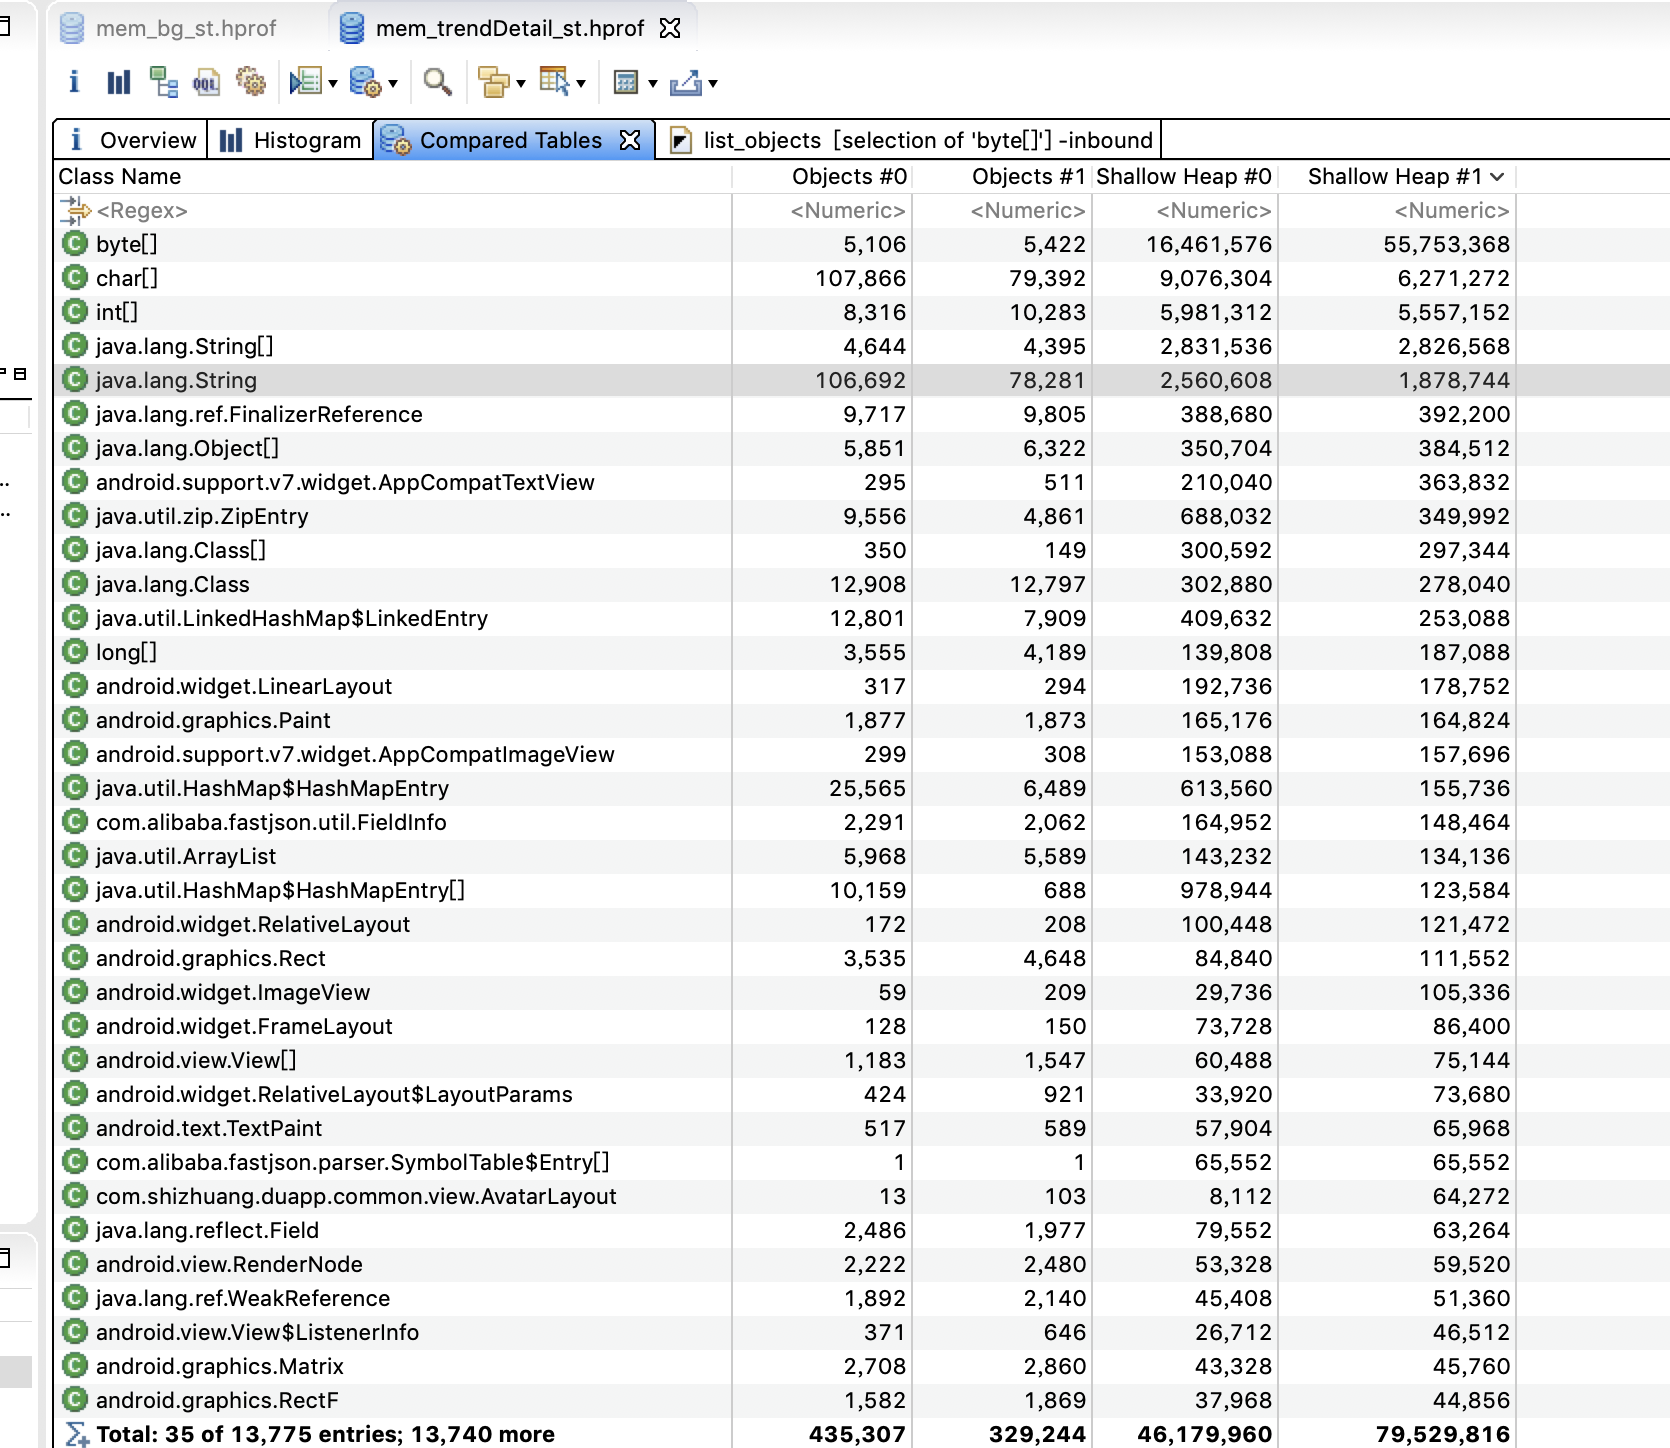 mem_bg_st.hprof mem_trendDetail_st.hprof
i OQL
i Overview Histogram Compared Tables list_objects [selection of 'byte[]'] -inbound
Class Name Objects #0 Objects #1 Shallow Heap #0 Shallow Heap #1
<Regex> <Numeric> <Numeric> <Numeric> <Numeric>
C byte[] 5,106 5,422 16,461,576 55,753,368
C char[] 107,866 79,392 9,076,304 6,271,272
C int[] 8,316 10,283 5,981,312 5,557,152
C java.lang.String[] 4,644 4,395 2,831,536 2,826,568
C java.lang.String 106,692 78,281 2,560,608 1,878,744
C java.lang.ref.FinalizerReference 9,717 9,805 388,680 392,200
C java.lang.Object[] 5,851 6,322 350,704 384,512
C android.support.v7.widget.AppCompatTextView 295 511 210,040 363,832
C java.util.zip.ZipEntry 9,556 4,861 688,032 349,992
C java.lang.Class[] 350 149 300,592 297,344
C java.lang.Class 12,908 12,797 302,880 278,040
C java.util.LinkedHashMap$LinkedEntry 12,801 7,909 409,632 253,088
C long[] 3,555 4,189 139,808 187,088
C android.widget.LinearLayout 317 294 192,736 178,752
C android.graphics.Paint 1,877 1,873 165,176 164,824
C android.support.v7.widget.AppCompatImageView 299 308 153,088 157,696
C java.util.HashMap$HashMapEntry 25,565 6,489 613,560 155,736
C com.alibaba.fastjson.util.FieldInfo 2,291 2,062 164,952 148,464
C java.util.ArrayList 5,968 5,589 143,232 134,136
C java.util.HashMap$HashMapEntry[] 10,159 688 978,944 123,584
C android.widget.RelativeLayout 172 208 100,448 121,472
C android.graphics.Rect 3,535 4,648 84,840 111,552
C android.widget.ImageView 59 209 29,736 105,336
C android.widget.FrameLayout 128 150 73,728 86,400
C android.view.View[] 1,183 1,547 60,488 75,144
C android.widget.RelativeLayout$LayoutParams 424 921 33,920 73,680
C android.text.TextPaint 517 589 57,904 65,968
C com.alibaba.fastjson.parser.SymbolTable$Entry[] 1 1 65,552 65,552
C com.shizhuang.duapp.common.view.AvatarLayout 13 103 8,112 64,272
C java.lang.reflect.Field 2,486 1,977 79,552 63,264
C android.view.RenderNode 2,222 2,480 53,328 59,520
C java.lang.ref.WeakReference 1,892 2,140 45,408 51,360
C android.view.View$ListenerInfo 371 646 26,712 46,512
C android.graphics.Matrix 2,708 2,860 43,328 45,760
C android.graphics.RectF 1,582 1,869 37,968 44,856
Total: 35 of 13,775 entries; 13,740 more 435,307 329,244 46,179,960 79,529,816